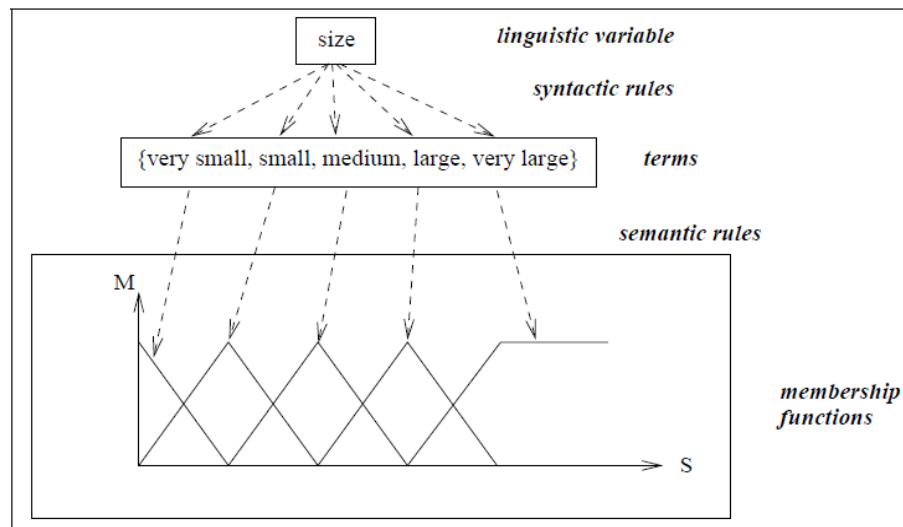 size
linguistic variable
syntactic rules
{very small, small, medium, large, very large}
terms
semantic rules
M
membership
functions
S